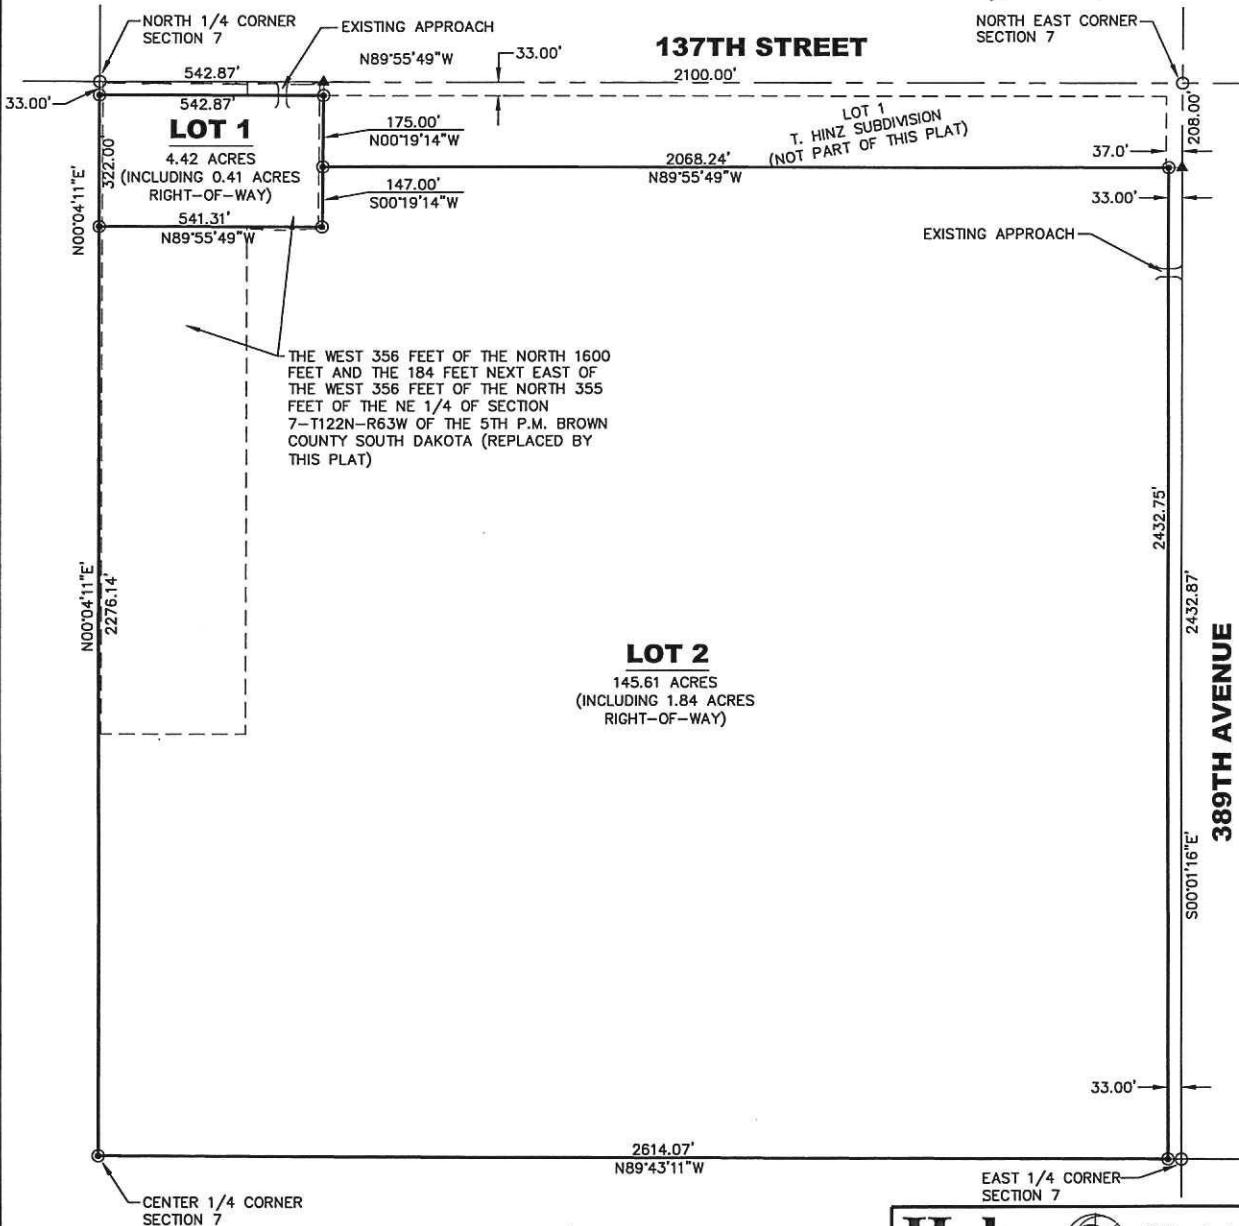 NORTH 1/4 CORNER
SECTION 7
EXISTING APPROACH
N89°55'49"W
33.00'
137TH STREET
NORTH EAST CORNER
SECTION 7
542.87'
2100.00'
33.00'
542.87'
LOT 1
4.42 ACRES
(INCLUDING 0.41 ACRES
RIGHT-OF-WAY)
322.00'
N00°04'11"E'
175.00'
N00°19'14"W
LOT 1
T. HINZ SUBDIVISION
(NOT PART OF THIS PLAT)
208.00'
37.0'
2068.24'
N89°55'49"W
147.00'
S00°19'14"W
33.00'
541.31'
N89°55'49"W
EXISTING APPROACH
THE WEST 356 FEET OF THE NORTH 1600
FEET AND THE 184 FEET NEXT EAST OF
THE WEST 356 FEET OF THE NORTH 355
FEET OF THE NE 1/4 OF SECTION
7-T122N-R63W OF THE 5TH P.M. BROWN
COUNTY SOUTH DAKOTA (REPLACED BY
THIS PLAT)
N00°04'11"E'
2276.14'
2432.75'
2432.87'
S00°01'16"E'
389TH AVENUE
LOT 2
145.61 ACRES
(INCLUDING 1.84 ACRES
RIGHT-OF-WAY)
33.00'
2614.07'
N89°43'11"W
CENTER 1/4 CORNER
SECTION 7
EAST 1/4 CORNER
SECTION 7